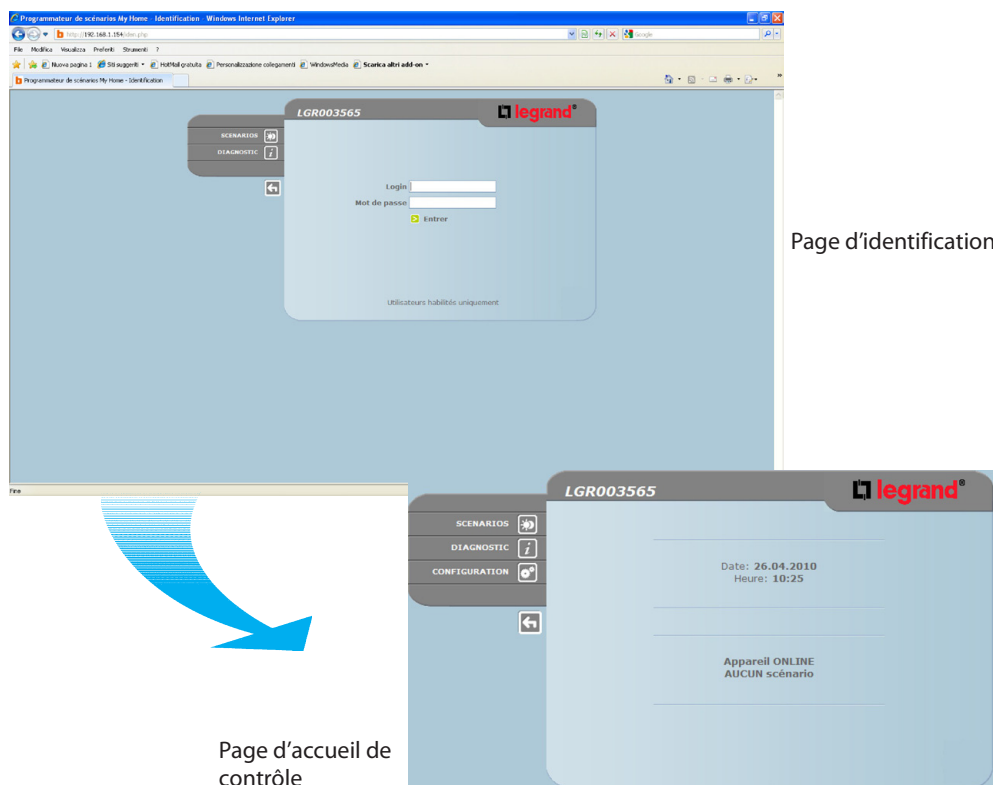 Programmateur de scénarios My Home - Identification - Windows Internet Explorer
http://192.168.1.154/iden.php
Google
File Modifica Visualizza Preferiti Strumenti ?
Nuova pagina 1 Siti suggeriti HotMail gratuita Personalizzazione collegamenti WindowsMedia Scarica altri add-on
Programmateur de scénarios My Home - Identification
LGR003565
legrand®
SCENARIOS
DIAGNOSTIC
Login
Mot de passe
Entrer
Utilisateurs habilités uniquement
Page d’identification
Fine
LGR003565
legrand®
SCENARIOS
DIAGNOSTIC
CONFIGURATION
Date: 26.04.2010
Heure: 10:25
Appareil ONLINE
AUCUN scénario
Page d’accueil de
contrôle